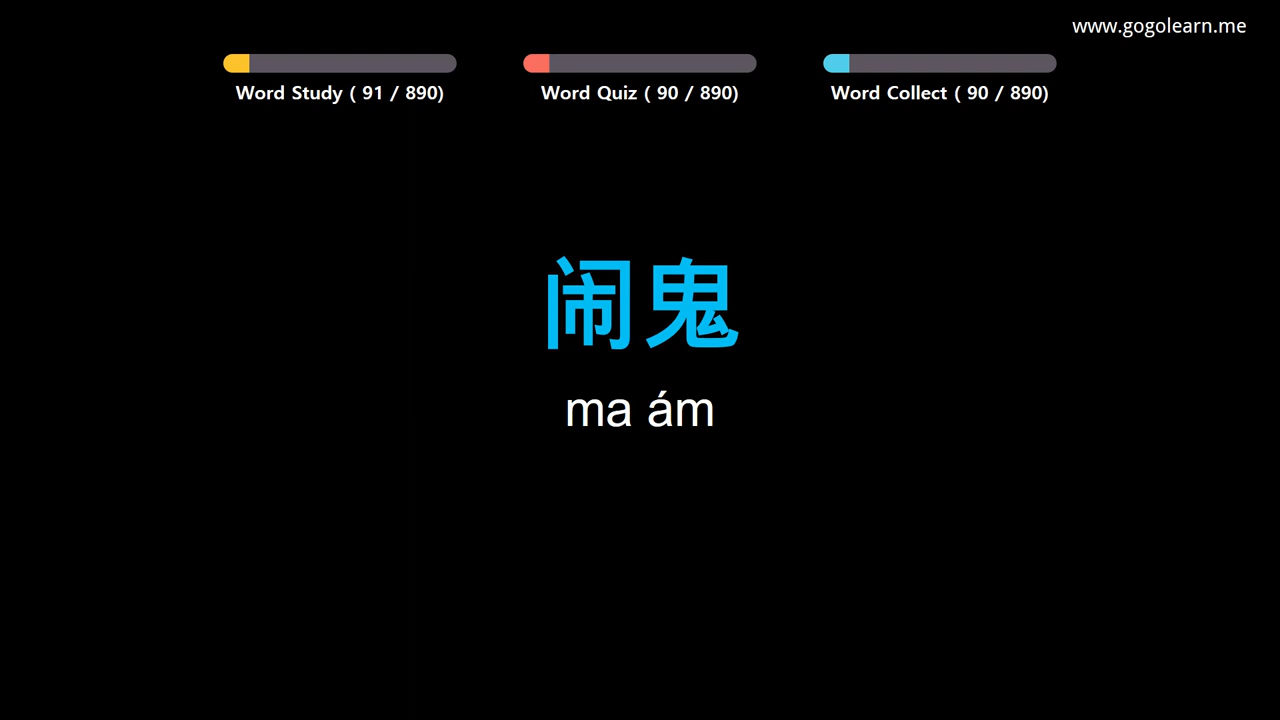 www.gogolearn.me
Word Study ( 91 / 890)
Word Quiz ( 90 / 890)
Word Collect ( 90 / 890)
闹鬼
ma ám